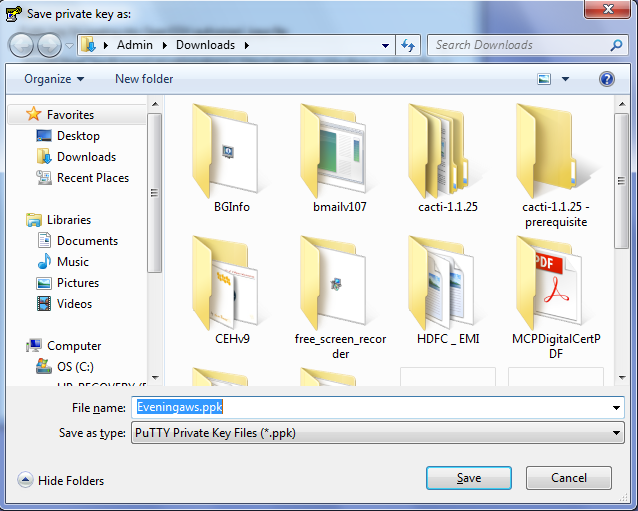 Save private key as:
Admin Downloads
Search Downloads
Organize New folder
Favorites
Desktop
Downloads
Recent Places
Libraries
Documents
Music
Pictures
Videos
Computer
OS (C:)
BGInfo
bmailv107
cacti-1.1.25
cacti-1.1.25 -
prerequisite
CEHv9
free_screen_reco
rder
HDFC _ EMI
PDF
MCPDigitalCertP
DF
File name: Eveningaws.ppk
Save as type: PuTTY Private Key Files (*.ppk)
Hide Folders
Save
Cancel